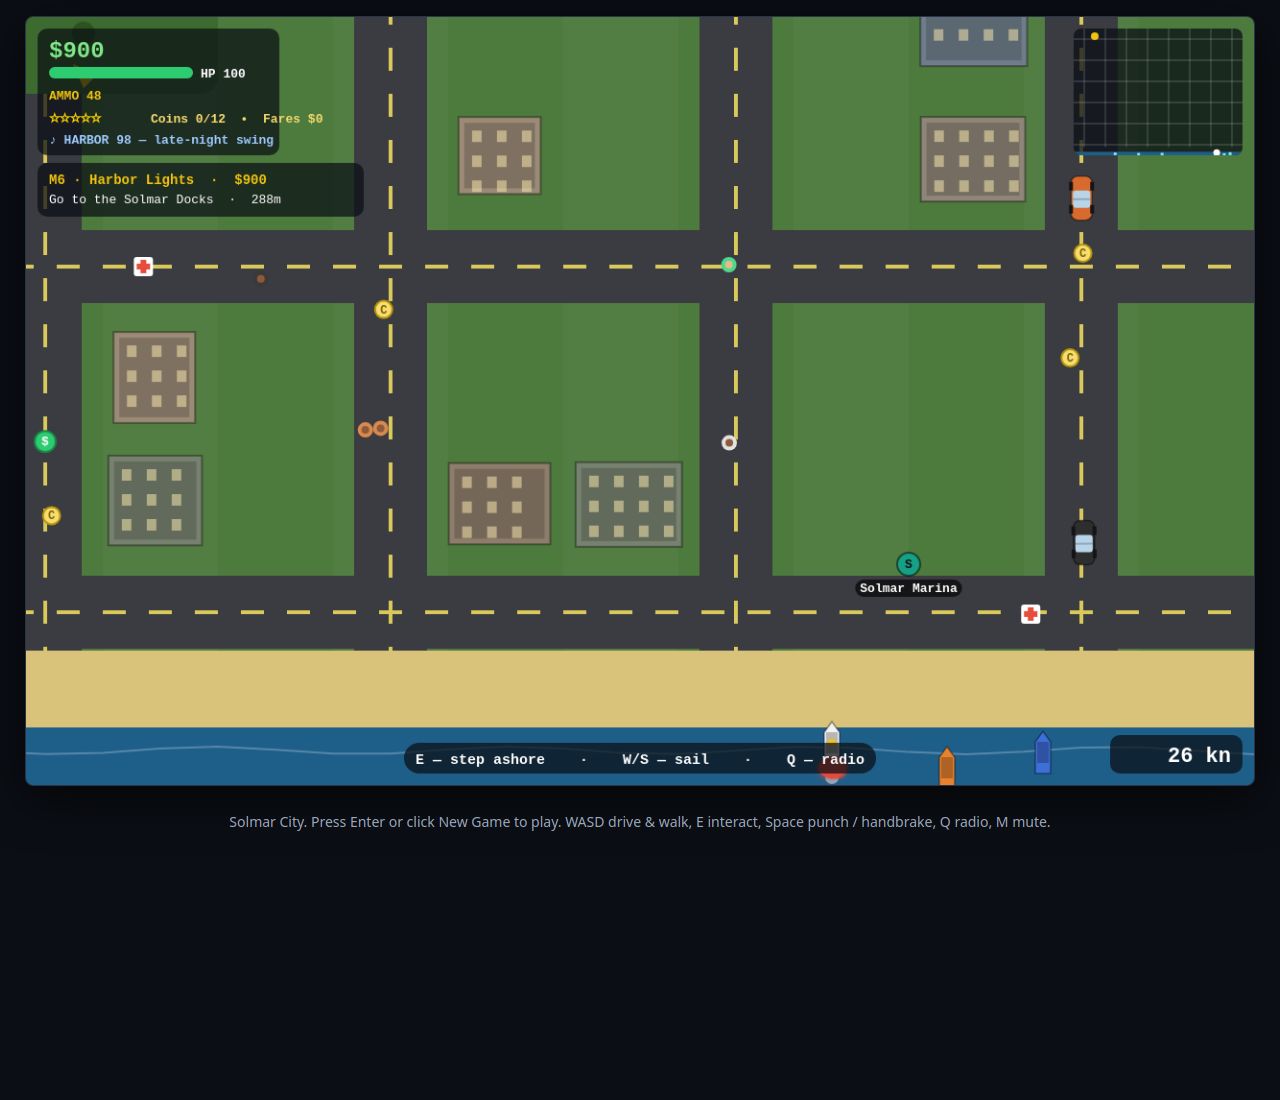 $900
HP 100
AMMO 48
☆☆☆☆☆ Coins 0/12 • Fares $0
♪ HARBOR 98 — late-night swing
M6 · Harbor Lights · $900
Go to the Solmar Docks · 288m
C
C
C
$
C
S
Solmar Marina
E — step ashore · W/S — sail · Q — radio
26 kn
Solmar City. Press Enter or click New Game to play. WASD drive & walk, E interact, Space punch / handbrake, Q radio, M mute.